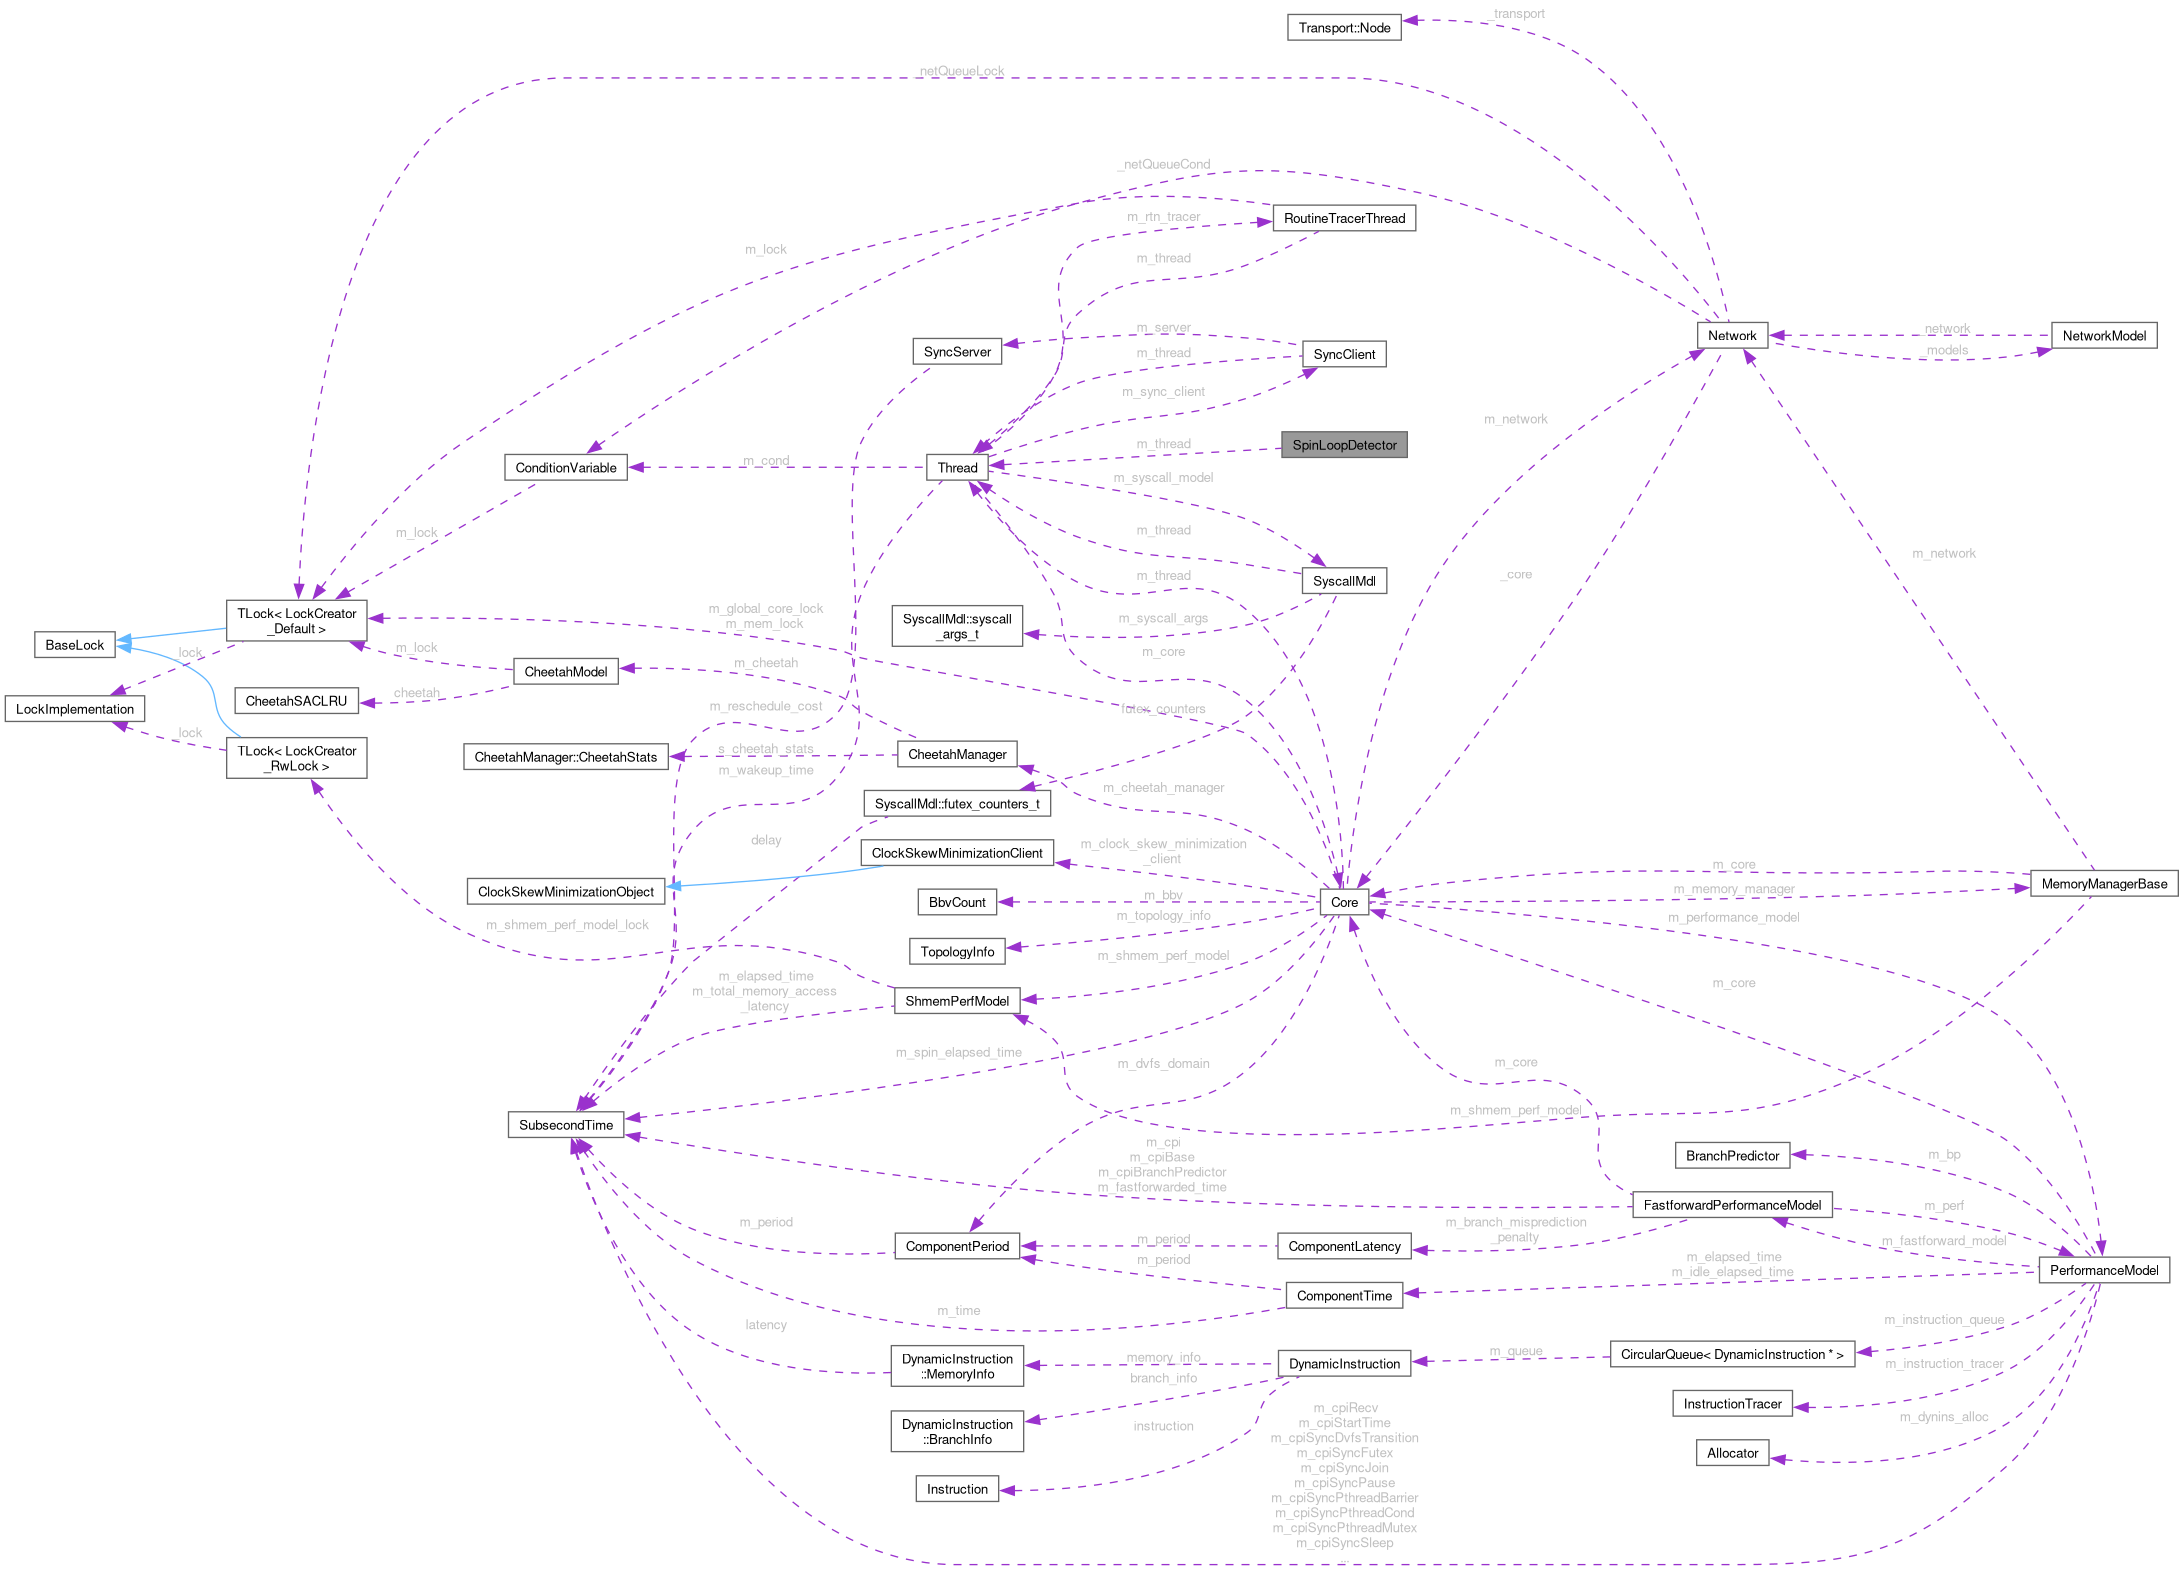 _transport
Transport::Node
netQueueLock
_netQueueCond
m_rtn_tracer
RoutineTracerThread
m_lock
m_thread
m_server
SyncServer
m_thread
SyncClient
Network
_network
_models
NetworkModel
m_sync_client
m_network
SpinLoopDetector
m_thread
ConditionVariable
m_cond
Thread
m_syscall_model
m_lock
m_thread
m_network
m_thread
SyscallMdl
_core
TLock< LockCreator
_Default >
m_global_core_lock
m_mem_lock
SyscallMdl::syscall
_args_t
m_syscall_args
BaseLock
_lock
m_lock
m_core
m_cheetah
CheetahModel
CheetahSACLRU
cheetah
LockImplementation
m_reschedule_cost
futex_counters
_lock
TLock< LockCreator
_RwLock >
CheetahManager::CheetahStats
s_cheetah_stats
CheetahManager
m_wakeup_time
m_cheetah_manager
SyscallMdl::futex_counters_t
delay
ClockSkewMinimizationClient
m_clock_skew_minimization
_client
m_core
ClockSkewMinimizationObject
BbvCount
m_bbv
Core
m_memory_manager
MemoryManagerBase
m_shmem_perf_model_lock
m_topology_info
m_performance_model
TopologyInfo
m_shmem_perf_model
m_elapsed_time
m_total_memory_access
_latency
ShmemPerfModel
m_core
m_spin_elapsed_time
m_dvfs_domain
m_core
SubsecondTime
m_shmem_perf_model
m_cpi
m_cpiBase
m_cpiBranchPredictor
m_fastforwarded_time
BranchPredictor
m_bp
FastforwardPerformanceModel
m_perf
m_period
ComponentPeriod
m_period
m_period
ComponentLatency
m_branch_misprediction
_penalty
m_fastforward_model
m_elapsed_time
m_idle_elapsed_time
PerformanceModel
ComponentTime
m_time
latency
m_instruction_queue
DynamicInstruction
::MemoryInfo
memory_info
branch_info
DynamicInstruction
m_queue
CircularQueue< DynamicInstruction * >
m_instruction_tracer
InstructionTracer
DynamicInstruction
::BranchInfo
instruction
m_dynins_alloc
Allocator
Instruction
m_cpiRecv
m_cpiStartTime
m_cpiSyncDvfsTransition
m_cpiSyncFutex
m_cpiSyncJoin
m_cpiSyncPause
m_cpiSyncPthreadBarrier
m_cpiSyncPthreadCond
m_cpiSyncPthreadMutex
m_cpiSyncSleep
...